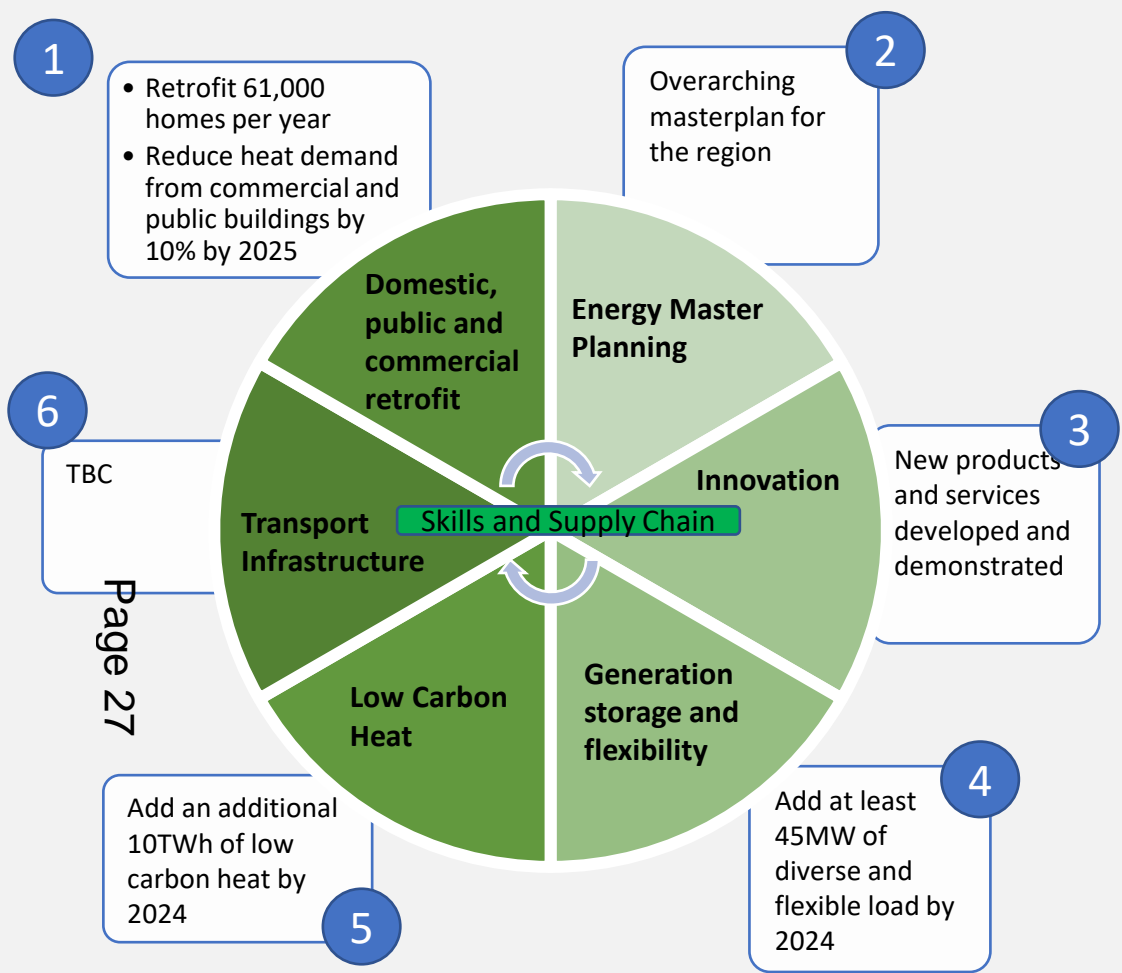 1
• Retrofit 61,000
homes per year
• Reduce heat demand
from commercial and
public buildings by
10% by 2025
2
Overarching
masterplan for
the region
Domestic,
public and
commercial
retrofit
Energy Master
Planning
6
TBC
Transport
Infrastructure
Skills and Supply Chain
Innovation
3
New products
and services
developed and
demonstrated
Page 27
Low Carbon
Heat
Generation
storage and
flexibility
Add an additional
10TWh of low
carbon heat by
2024
5
4
Add at least
45MW of
diverse and
flexible load by
2024